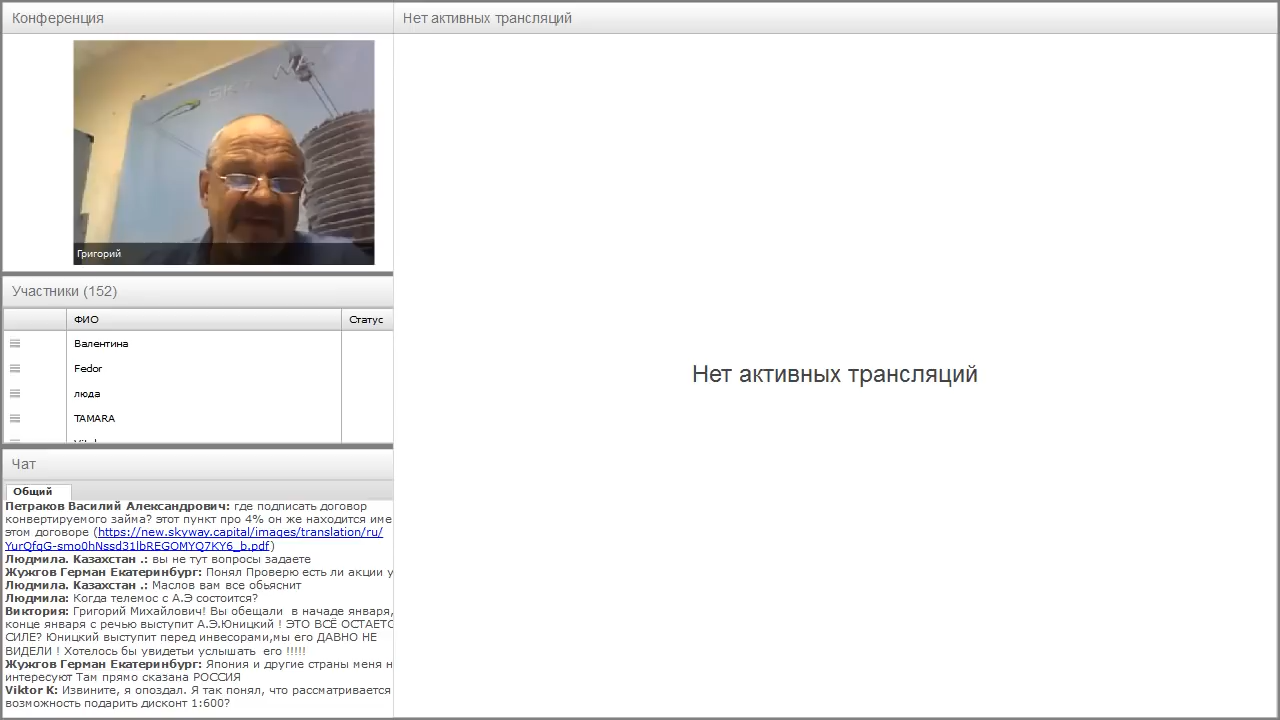 Конференция
Нет активных трансляций
SK
Григорий
Участники (152)
ФИО
Статус
Валентина
Fedor
люда
TAMARA
Чат
Общий
Петраков Василий Александрович: где подписать договор
конвертируемого займа? этот пункт про 4% он же находится име
этом договоре (https://new.skyway.capital/images/translation/ru/
YurQfgG-smo0hNssd31lbREGOMYQ7KY6_b.pdf)
Людмила. Казахстан .: вы не тут вопросы задаете
Жужгов Герман Екатеринбург: Понял Проверю есть ли акции у
Людмила. Казахстан .: Маслов вам все обьяснит
Людмила: Когда телемос с А.Э состоится?
Виктория: Григорий Михайлович! Вы обещали в начаде января,
конце января с речью выступит А.Э.Юницкий ! ЭТО ВСЁ ОСТАЕТС
СИЛЕ? Юницкий выступит перед инвесорами,мы его ДАВНО НЕ
ВИДЕЛИ ! Хотелось бы увидетьи услышать его !!!!!
Жужгов Герман Екатеринбург: Япония и другие страны меня н
интересуют Там прямо сказана РОССИЯ
Viktor K: Извините, я опоздал. Я так понял, что рассматривается
возможность подарить дисконт 1:600?
Нет активных трансляций